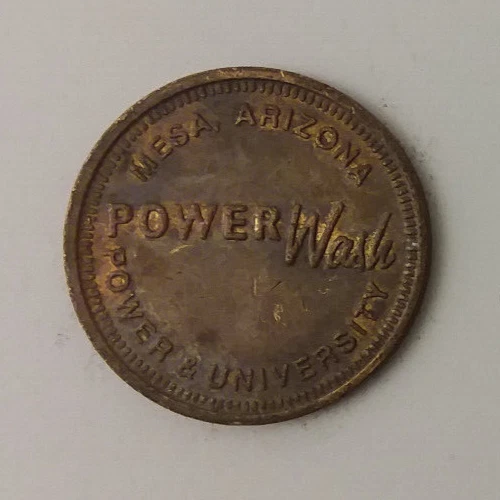 MESA, ARIZONA
POWER Wash
POWER & UNIVERSITY